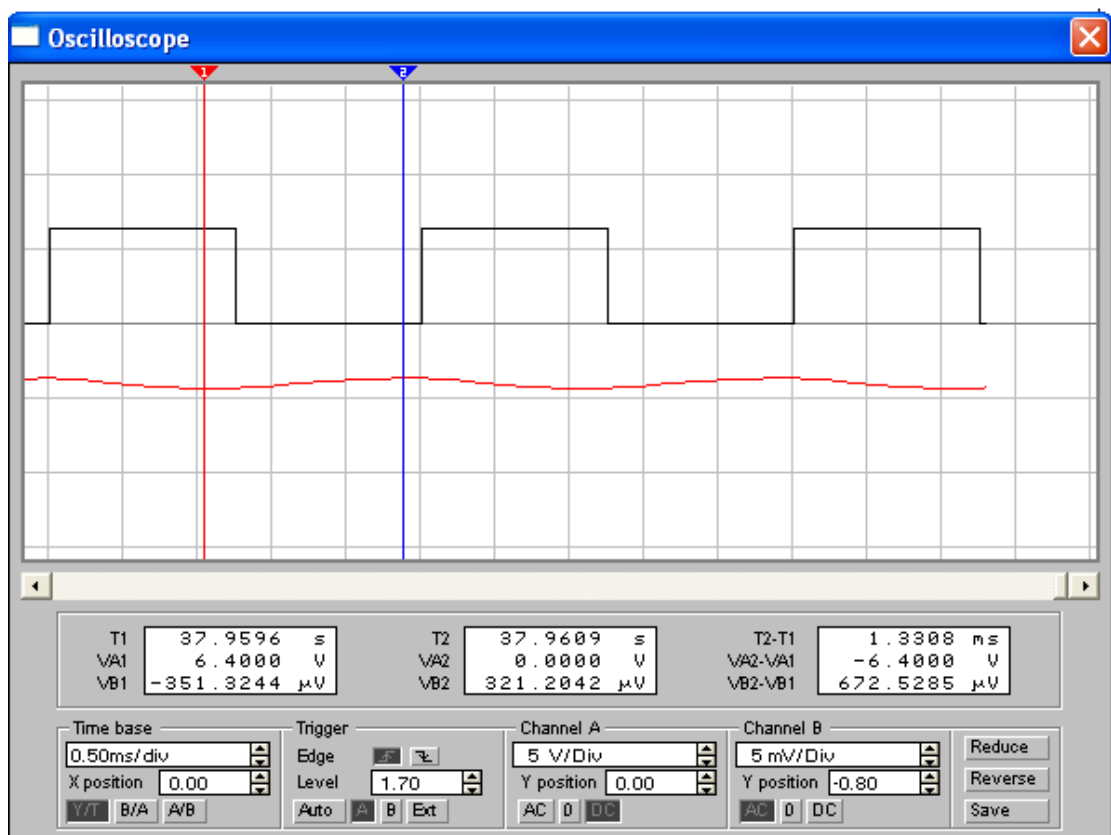 Oscilloscope
1 2
T1 37.9596 s T2 37.9609 s T2-T1 1.3308 ms
VA1 6.4000 V VA2 0.0000 V VA2-VA1 -6.4000 V
VB1 -351.3244 µV VB2 321.2042 µV VB2-VB1 672.5285 µV
Time base Trigger Channel A Channel B
0.50ms/div Edge 5 V/Div 5 mV/Div Reduce
X position 0.00 Level 1.70 Y position 0.00 Y position -0.80 Reverse
Y/T B/A A/B Auto A B Ext AC 0 DC AC 0 DC Save